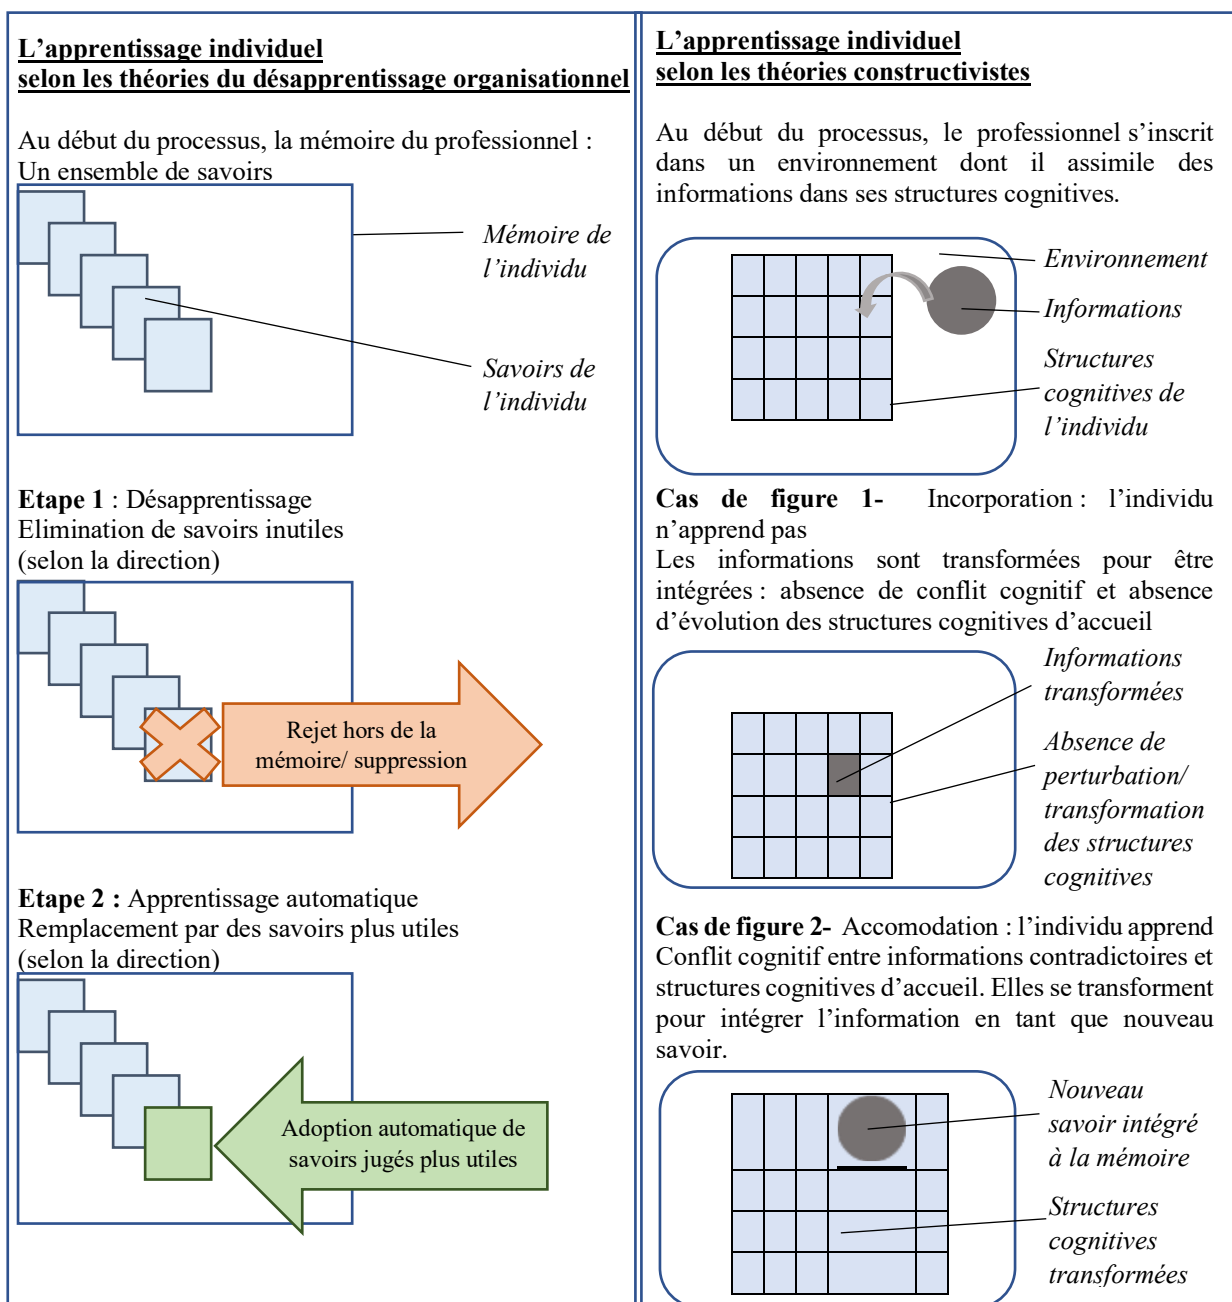 L’apprentissage individuel
selon les théories du désapprentissage organisationnel
Au début du processus, la mémoire du professionnel :
Un ensemble de savoirs
Mémoire de
l’individu
Savoirs de
l’individu
Etape 1 : Désapprentissage
Elimination de savoirs inutiles
(selon la direction)
Rejet hors de la
mémoire/ suppression
Etape 2 : Apprentissage automatique
Remplacement par des savoirs plus utiles
(selon la direction)
Adoption automatique de
savoirs jugés plus utiles
L’apprentissage individuel
selon les théories constructivistes
Au début du processus, le professionnel s’inscrit
dans un environnement dont il assimile des
informations dans ses structures cognitives.
Environnement
Informations
Structures
cognitives de
l’individu
Cas de figure 1- Incorporation : l’individu
n’apprend pas
Les informations sont transformées pour être
intégrées : absence de conflit cognitif et absence
d’évolution des structures cognitives d’accueil
Informations
transformées
Absence de
perturbation/
transformation
des structures
cognitives
Cas de figure 2- Accomodation : l’individu apprend
Conflit cognitif entre informations contradictoires et
structures cognitives d’accueil. Elles se transforment
pour intégrer l’information en tant que nouveau
savoir.
Nouveau
savoir intégré
à la mémoire
Structures
cognitives
transformées